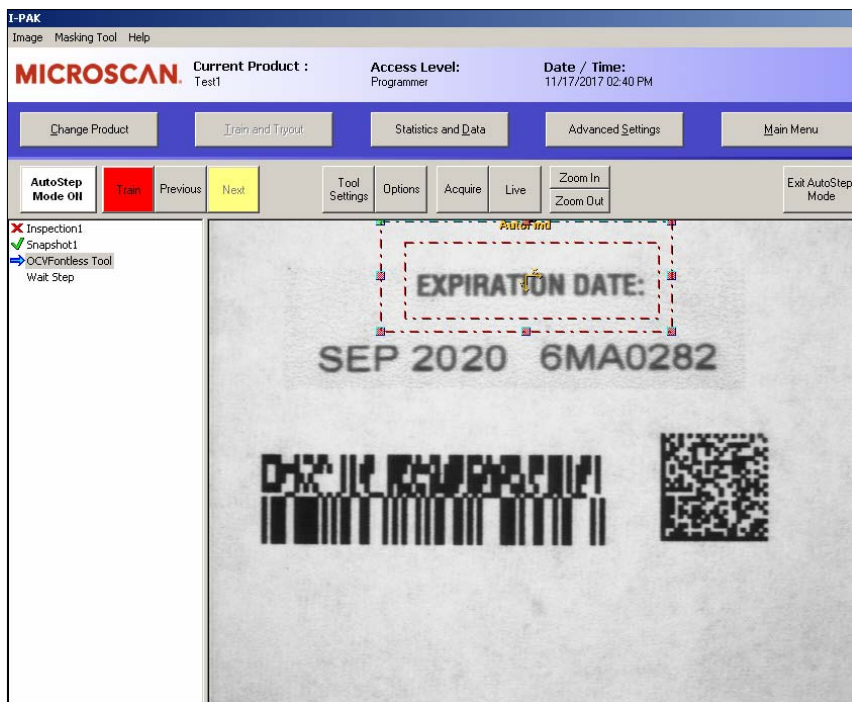 I-PAK
Image Masking Tool Help
MICROSCAN.
Current Product :
Test1
Access Level:
Programmer
Date / Time:
11/17/2017 02:40 PM
Change Product
Train and Tryout
Statistics and Data
Advanced Settings
Main Menu
AutoStep
Mode ON
Train
Previous
Next
Tool
Settings
Options
Acquire
Live
Zoom In
Zoom Out
Exit AutoStep
Mode
Inspection1
Snapshot1
OCVFontless Tool
Wait Step
AutoFind
EXPIRATION DATE:
SEP 2020 6MA0282